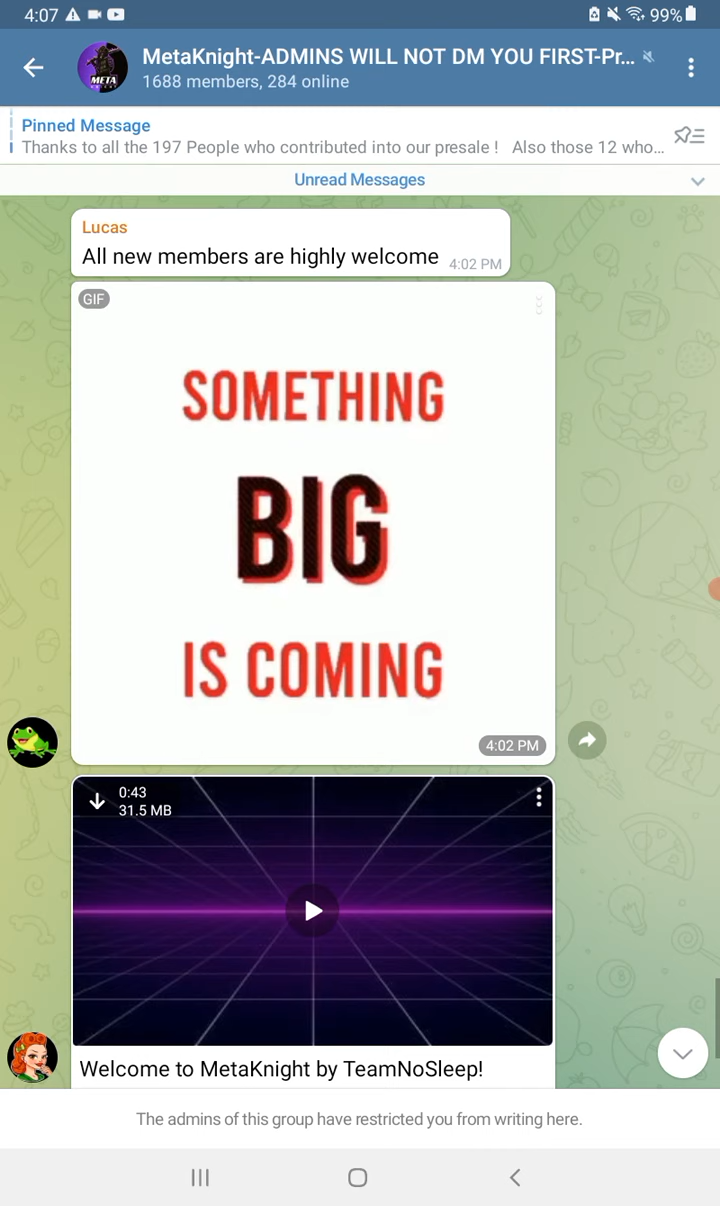 4:07
99%
MetaKnight-ADMINS WILL NOT DM YOU FIRST-Pr...
1688 members, 284 online
META
Pinned Message
Thanks to all the 197 People who contributed into our presale ! Also those 12 who...
Unread Messages
Lucas
All new members are highly welcome 4:02 PM
GIF
SOMETHING
BIG
IS COMING
4:02 PM
0:43
31.5 MB
Welcome to MetaKnight by TeamNoSleep!
The admins of this group have restricted you from writing here.